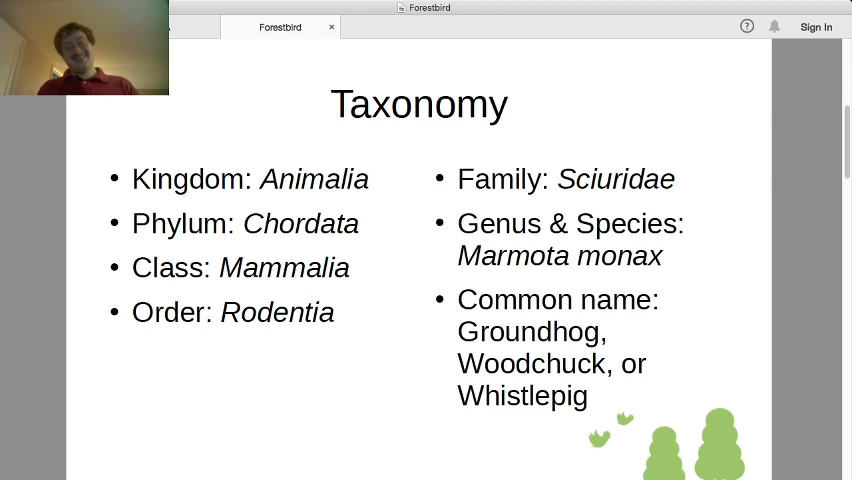 Forestbird
Forestbird ×
? Sign In
Taxonomy
• Kingdom: Animalia
• Phylum: Chordata
• Class: Mammalia
• Order: Rodentia
• Family: Sciuridae
• Genus & Species:
Marmota monax
• Common name:
Groundhog,
Woodchuck, or
Whistlepig